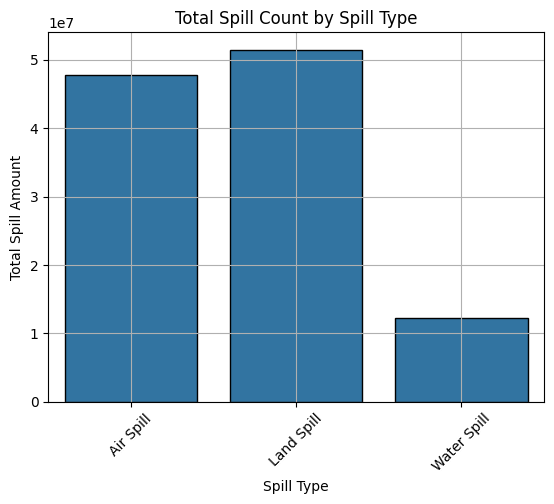 Total Spill Count by Spill Type
1e7
5
4
3
2
1
0
Total Spill Amount
Air Spill
Land Spill
Water Spill
Spill Type